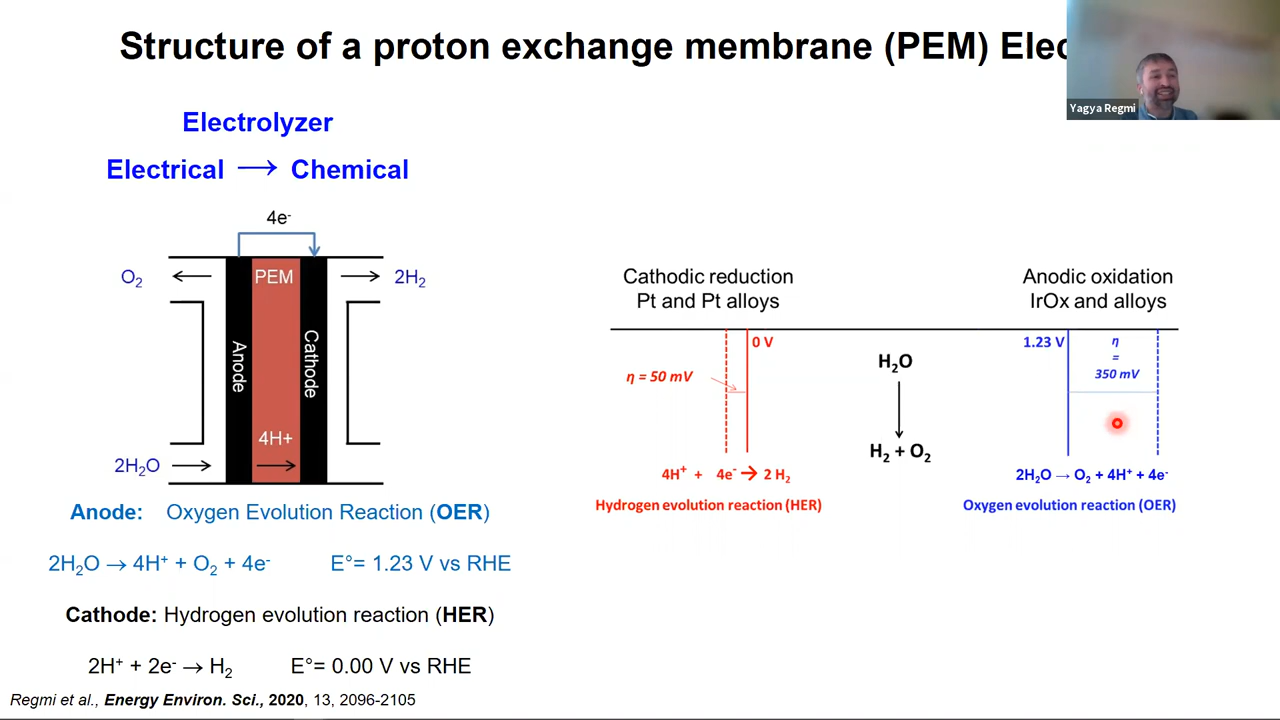 Structure of a proton exchange membrane (PEM) Elec
Yagya Regmi
Electrolyzer
Electrical → Chemical
4e⁻
O₂
PEM
2H₂
Anode
Cathode
4H+
2H₂O
Anode: Oxygen Evolution Reaction (OER)
2H₂O → 4H⁺ + O₂ + 4e⁻ E°= 1.23 V vs RHE
Cathode: Hydrogen evolution reaction (HER)
2H⁺ + 2e⁻ → H₂ E°= 0.00 V vs RHE
Regmi et al., Energy Environ. Sci., 2020, 13, 2096-2105
Cathodic reduction
Pt and Pt alloys
0 V
η = 50 mV
4H⁺ + 4e⁻ → 2 H₂
Hydrogen evolution reaction (HER)
H₂O
H₂ + O₂
Anodic oxidation
IrOx and alloys
1.23 V
η
=
350 mV
2H₂O → O₂ + 4H⁺ + 4e⁻
Oxygen evolution reaction (OER)